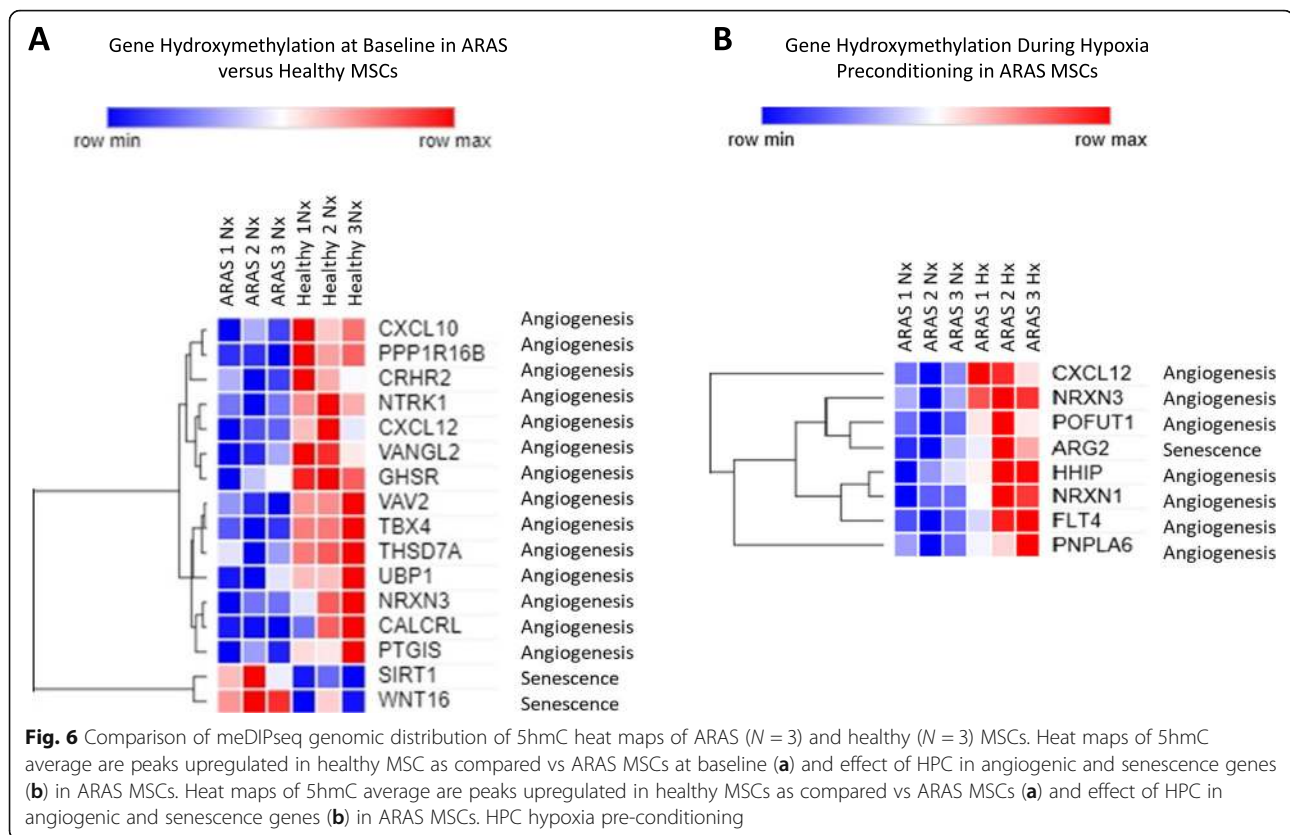 A
Gene Hydroxymethylation at Baseline in ARAS
versus Healthy MSCs
row min
row max
ARAS 1 Nx
ARAS 2 Nx
ARAS 3 Nx
Healthy 1Nx
Healthy 2 Nx
Healthy 3Nx
CXCL10 Angiogenesis
PPP1R16B Angiogenesis
CRHR2 Angiogenesis
NTRK1 Angiogenesis
CXCL12 Angiogenesis
VANGL2 Angiogenesis
GHSR Angiogenesis
VAV2 Angiogenesis
TBX4 Angiogenesis
THSD7A Angiogenesis
UBP1 Angiogenesis
NRXN3 Angiogenesis
CALCRL Angiogenesis
PTGIS Angiogenesis
SIRT1 Senescence
WNT16 Senescence
B
Gene Hydroxymethylation During Hypoxia
Preconditioning in ARAS MSCs
row min
row max
ARAS 1 Nx
ARAS 2 Nx
ARAS 3 Nx
ARAS 1 Hx
ARAS 2 Hx
ARAS 3 Hx
CXCL12 Angiogenesis
NRXN3 Angiogenesis
POFUT1 Angiogenesis
ARG2 Senescence
HHIP Angiogenesis
NRXN1 Angiogenesis
FLT4 Angiogenesis
PNPLA6 Angiogenesis
Fig. 6 Comparison of meDIPseq genomic distribution of 5hmC heat maps of ARAS (N = 3) and healthy (N = 3) MSCs. Heat maps of 5hmC
average are peaks upregulated in healthy MSC as compared vs ARAS MSCs at baseline (a) and effect of HPC in angiogenic and senescence genes
(b) in ARAS MSCs. Heat maps of 5hmC average are peaks upregulated in healthy MSCs as compared vs ARAS MSCs (a) and effect of HPC in
angiogenic and senescence genes (b) in ARAS MSCs. HPC hypoxia pre-conditioning